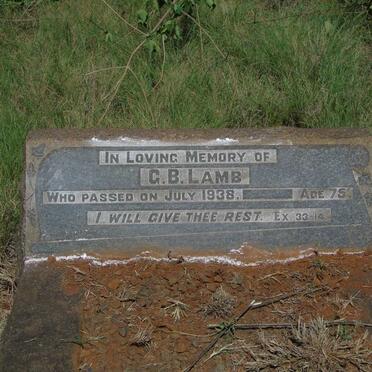 IN LOVING MEMORY OF
G.B. LAMB
WHO PASSED ON JULY 1938. AGE 75.
I WILL GIVE THEE REST. EX 33-14